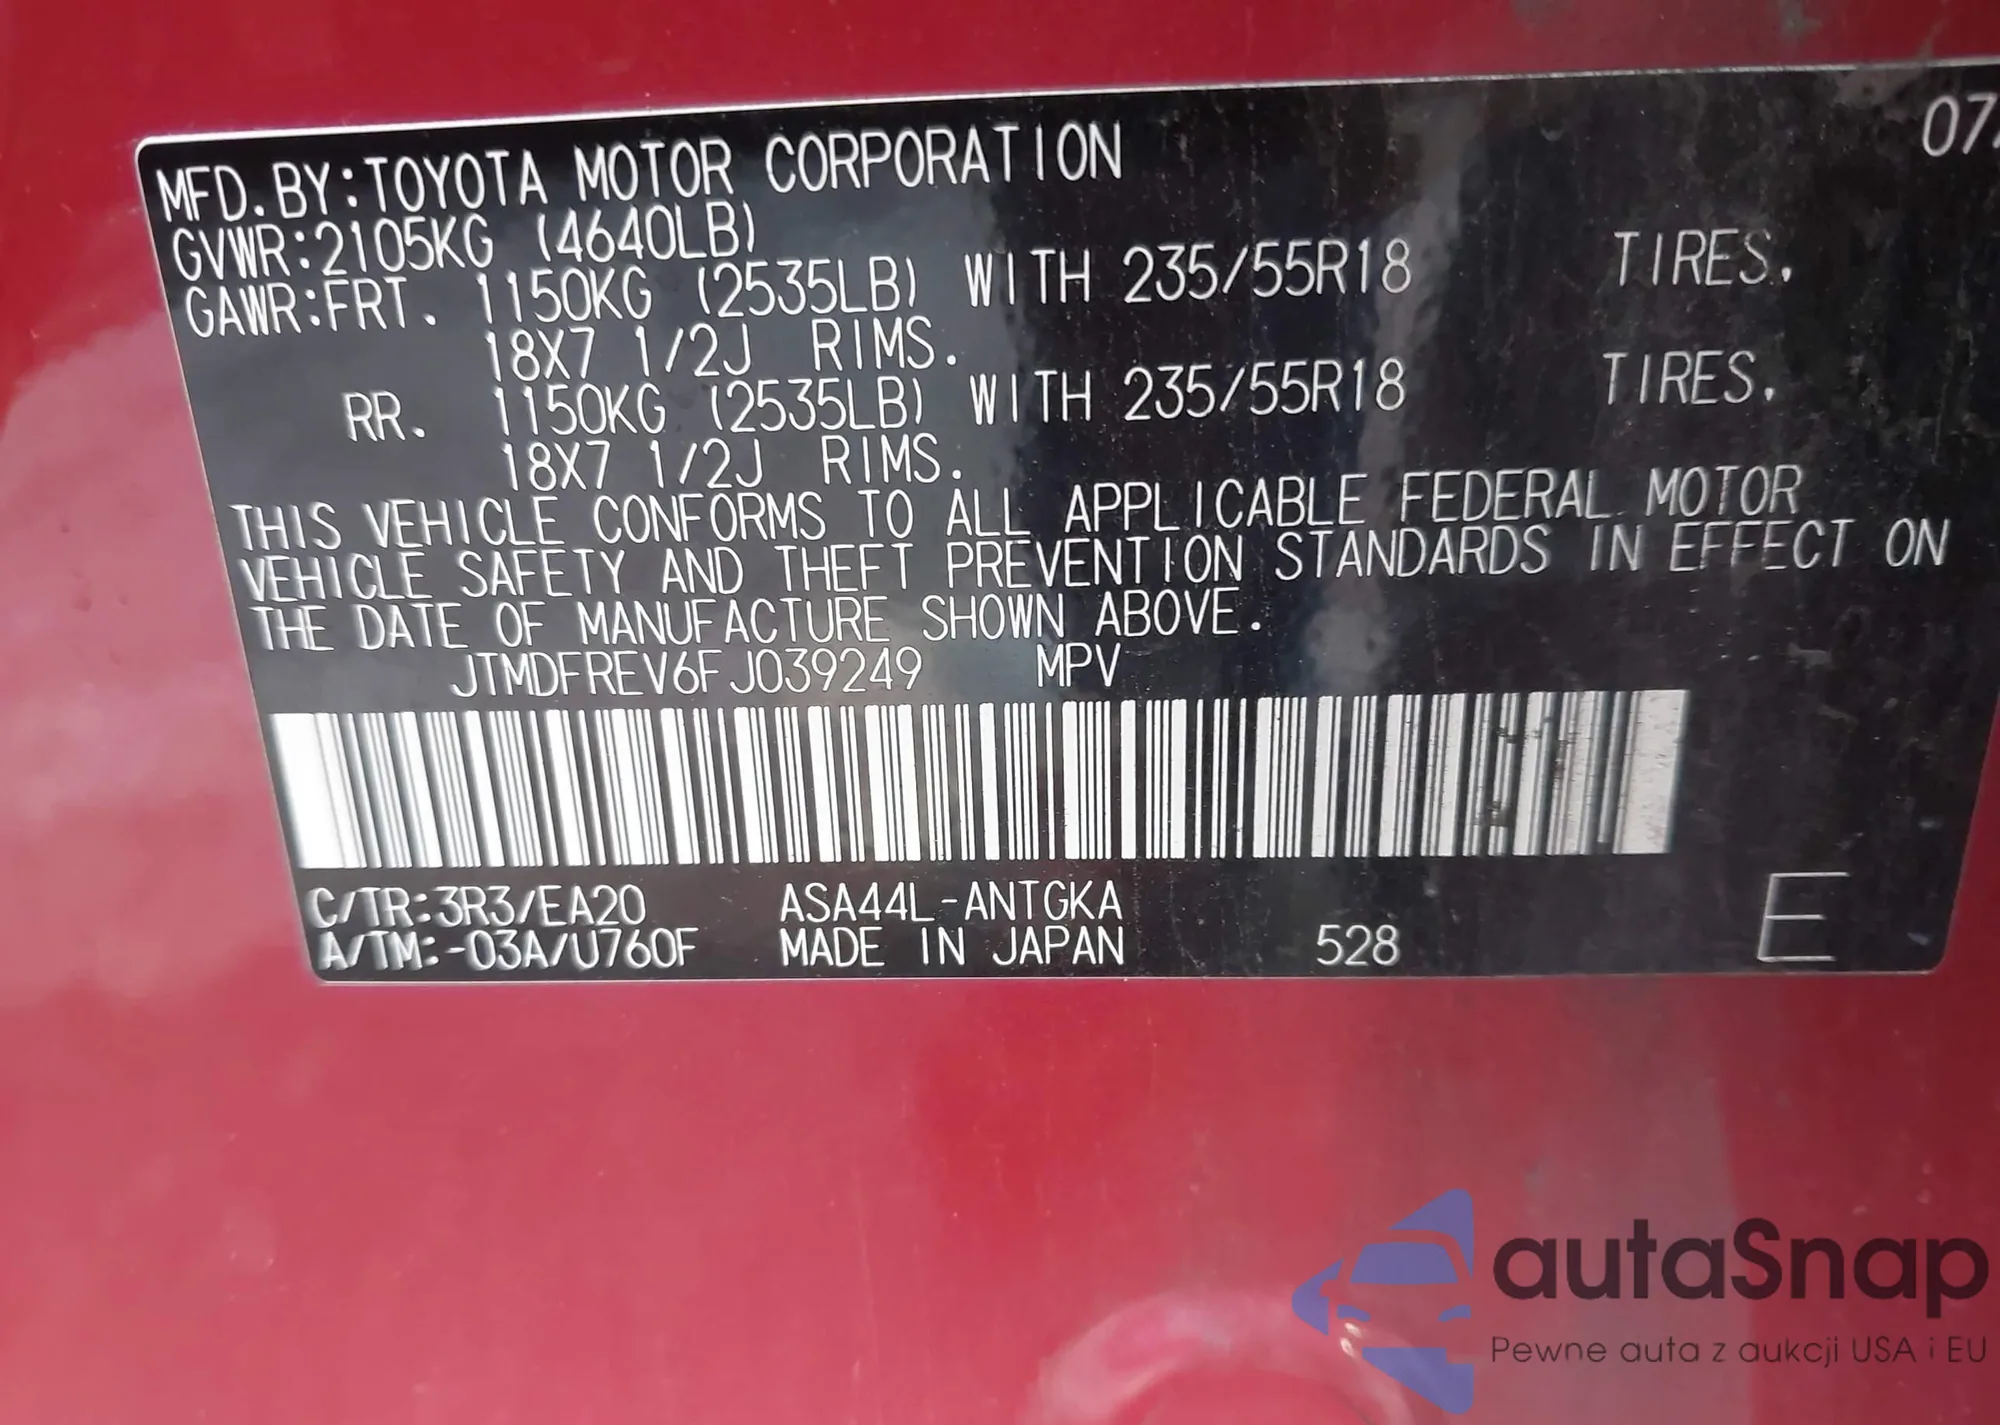 07
MFD. BY: TOYOTA MOTOR CORPORATION
GVWR: 2105KG (4640LB)
GAWR: FRT. 1150KG (2535LB) WITH 235/55R18 TIRES.
18X7 1/2J RIMS.
RR. 1150KG (2535LB) WITH 235/55R18 TIRES.
18X7 1/2J RIMS.
THIS VEHICLE CONFORMS TO ALL APPLICABLE FEDERAL MOTOR
VEHICLE SAFETY AND THEFT PREVENTION STANDARDS IN EFFECT ON
THE DATE OF MANUFACTURE SHOWN ABOVE.
JTMDFREV6FJ039249 MPV
C/TR: 3R3/EA20 ASA44L-ANTGKA
A/TM: -03A/U760F MADE IN JAPAN 528 E
autaSnap
Pewne auta z aukcji USA i EU